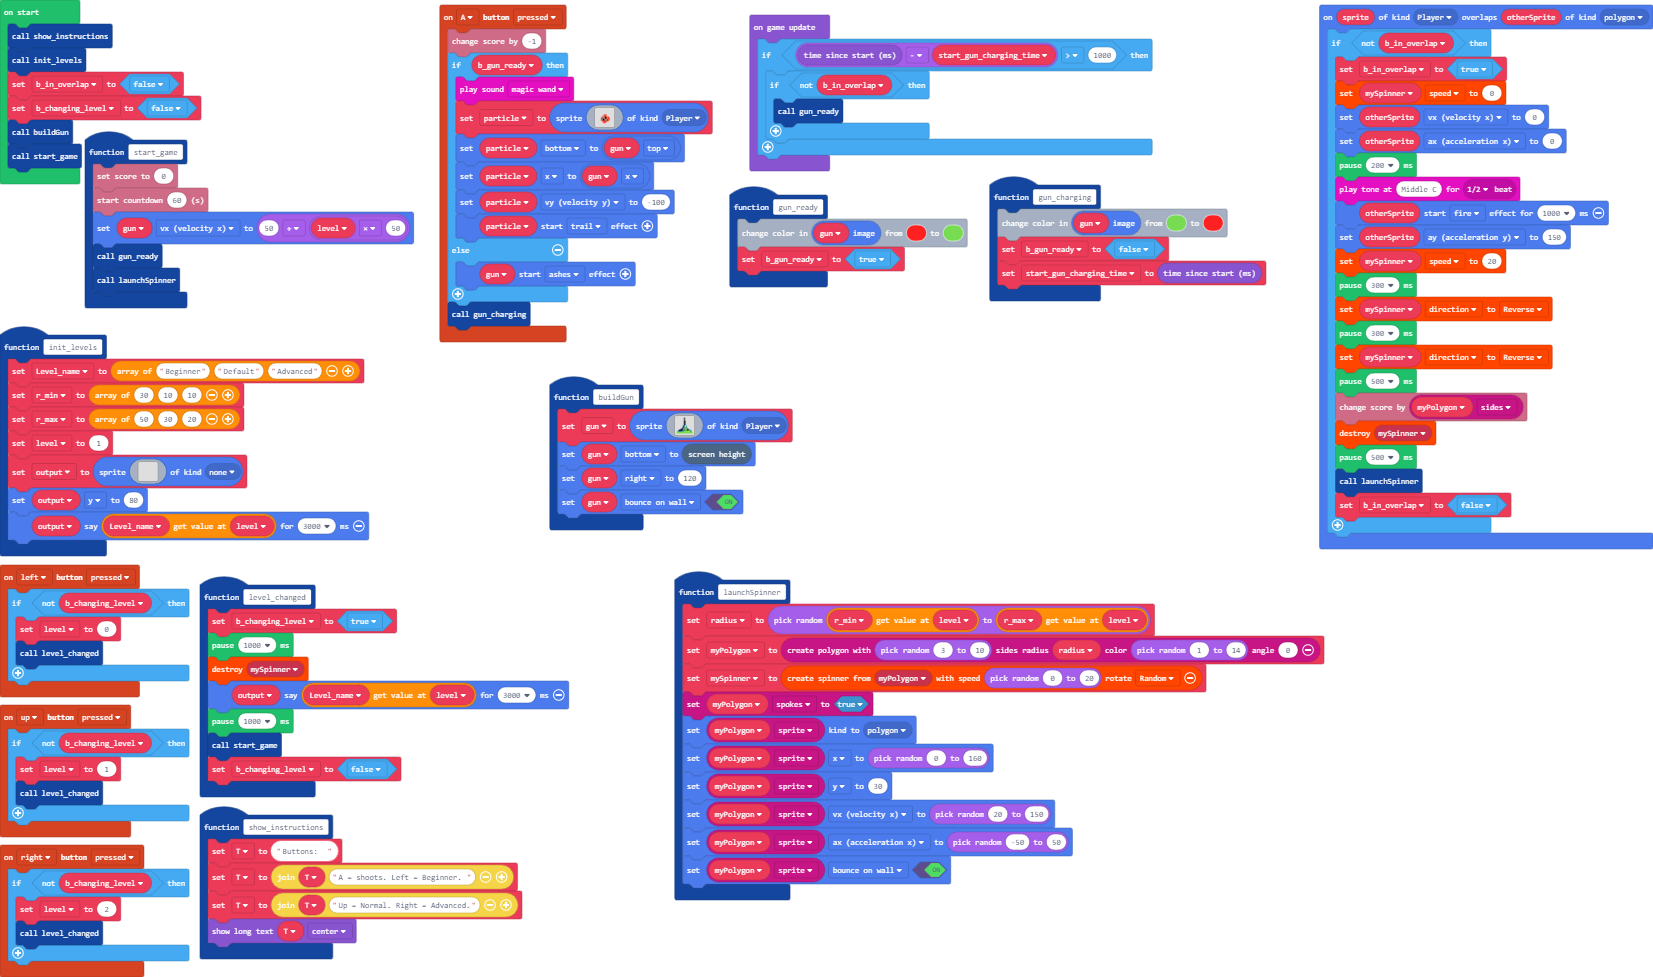 on start
call show_instructions
call init_levels
set b_in_overlap to false
set b_changing_level to false
call buildGun
call start_game
function start_game
set score to 0
start countdown 60 (s)
set gun vx (velocity x) to 50 + level × 50
call gun_ready
call launchSpinner
function init_levels
set Level_name to array of "Beginner" "Default" "Advanced"
set r_min to array of 30 10 10
set r_max to array of 50 30 20
set level to 1
set output to sprite of kind none
set output y to 80
output say Level_name get value at level for 3000 ms
on left button pressed
if not b_changing_level then
set level to 0
call level_changed
on up button pressed
if not b_changing_level then
set level to 1
call level_changed
on right button pressed
if not b_changing_level then
set level to 2
call level_changed
function level_changed
set b_changing_level to true
pause 1000 ms
destroy mySpinner
output say Level_name get value at level for 3000 ms
pause 1000 ms
call start_game
set b_changing_level to false
function show_instructions
set T to "Buttons: "
set T to join T "A = shoots. Left = Beginner. "
set T to join T "Up = Normal. Right = Advanced."
show long text T center
on A button pressed
change score by -1
if b_gun_ready then
play sound magic wand
set particle to sprite of kind Player
set particle bottom to gun top
set particle x to gun x
set particle vy (velocity y) to -100
particle start trail effect
else
gun start ashes effect
call gun_charging
function buildGun
set gun to sprite of kind Player
set gun bottom to screen height
set gun right to 120
set gun bounce on wall ON
on game update
if time since start (ms) - start_gun_charging_time > 1000 then
if not b_in_overlap then
call gun_ready
function gun_ready
change color in gun image from to
set b_gun_ready to true
function gun_charging
change color in gun image from to
set b_gun_ready to false
set start_gun_charging_time to time since start (ms)
function launchSpinner
set radius to pick random r_min get value at level to r_max get value at level
set myPolygon to create polygon with pick random 3 to 10 sides radius radius color pick random 1 to 14 angle 0
set mySpinner to create spinner from myPolygon with speed pick random 0 to 20 rotate Random
set myPolygon spokes to true
set myPolygon sprite kind to polygon
set myPolygon sprite x to pick random 0 to 160
set myPolygon sprite y to 30
set myPolygon sprite vx (velocity x) to pick random 20 to 150
set myPolygon sprite ax (acceleration x) to pick random -50 to 50
set myPolygon sprite bounce on wall ON
on sprite of kind Player overlaps otherSprite of kind polygon
if not b_in_overlap then
set b_in_overlap to true
set mySpinner speed to 0
set otherSprite vx (velocity x) to 0
set otherSprite ax (acceleration x) to 0
pause 200 ms
play tone at Middle C for 1/2 beat
otherSprite start fire effect for 1000 ms
set otherSprite ay (acceleration y) to 150
set mySpinner speed to 20
pause 300 ms
set mySpinner direction to Reverse
pause 300 ms
set mySpinner direction to Reverse
pause 500 ms
change score by myPolygon sides
destroy mySpinner
pause 500 ms
call launchSpinner
set b_in_overlap to false